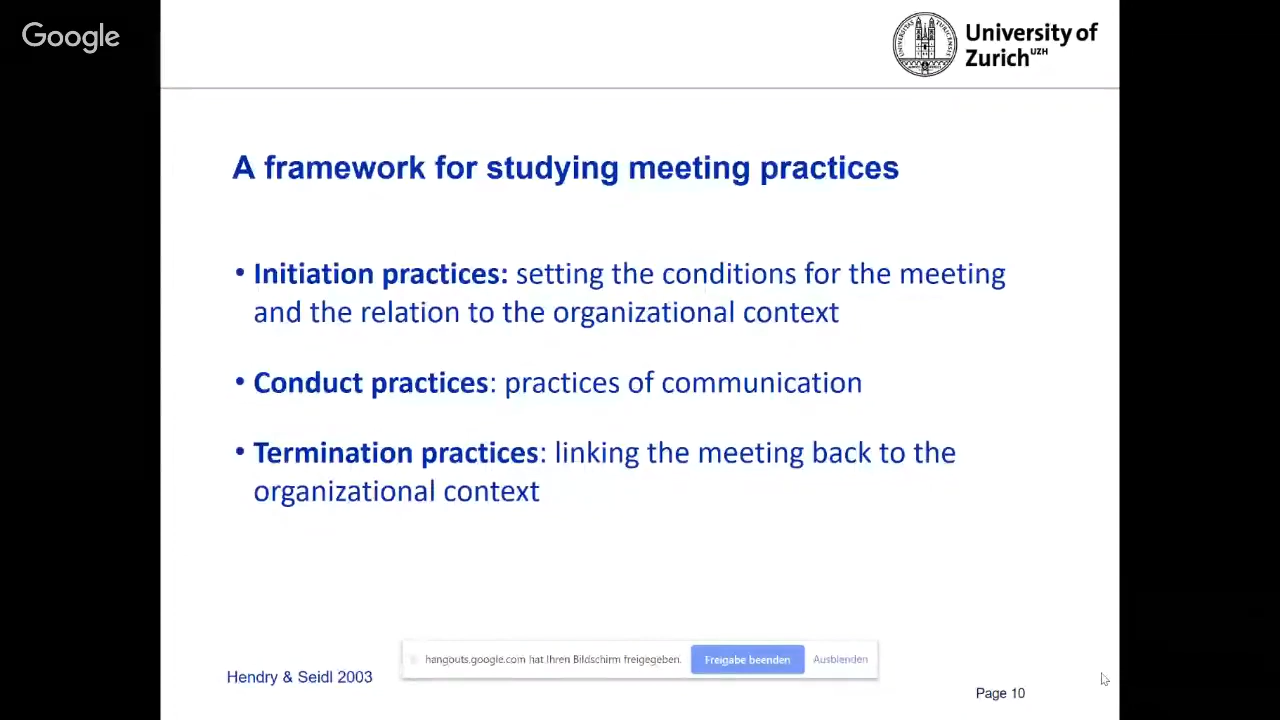 Google
University of
Zurich UZH
A framework for studying meeting practices
• Initiation practices: setting the conditions for the meeting
and the relation to the organizational context
• Conduct practices: practices of communication
• Termination practices: linking the meeting back to the
organizational context
hangouts.google.com hat Ihren Bildschirm freigegeben. Freigabe beenden Ausblenden
Hendry & Seidl 2003
Page 10